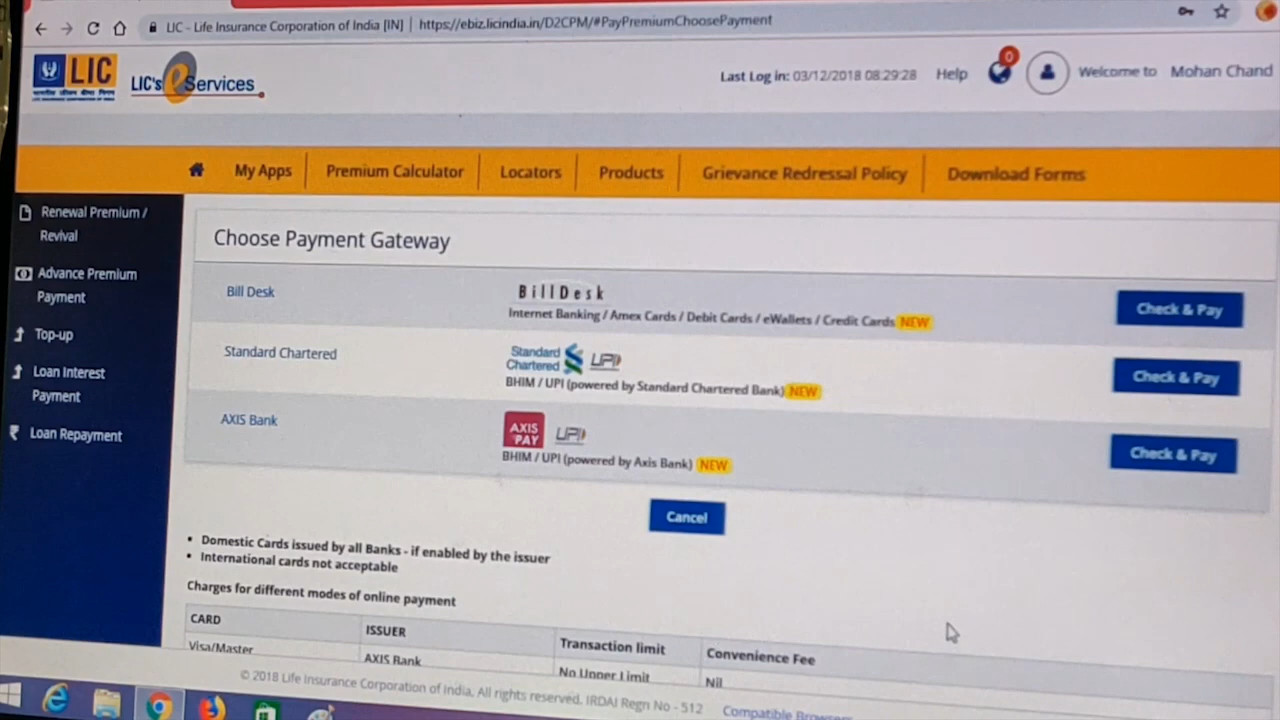 LIC - Life Insurance Corporation of India [IN] | https://ebiz.licindia.in/D2CPM/#PayPremiumChoosePayment
LIC
LIC's eServices
Last Log in: 03/12/2018 08:29:28 Help 0 Welcome to Mohan Chand
My Apps Premium Calculator Locators Products Grievance Redressal Policy Download Forms
Renewal Premium /
Revival
Advance Premium
Payment
Top-up
Loan Interest
Payment
Loan Repayment
Choose Payment Gateway
Bill Desk
BillDesk
Internet Banking / Amex Cards / Debit Cards / eWallets / Credit Cards NEW
Check & Pay
Standard Chartered
Standard
Chartered UPI
BHIM / UPI (powered by Standard Chartered Bank) NEW
Check & Pay
AXIS Bank
AXIS
PAY UPI
BHIM / UPI (powered by Axis Bank) NEW
Check & Pay
Cancel
• Domestic Cards issued by all Banks - if enabled by the issuer
• International cards not acceptable
Charges for different modes of online payment
CARD ISSUER Transaction limit Convenience Fee
Visa/Master AXIS Bank No Upper Limit Nil
© 2018 Life Insurance Corporation of India, All rights reserved. IRDAI Regn No - 512 Compatible Browsers